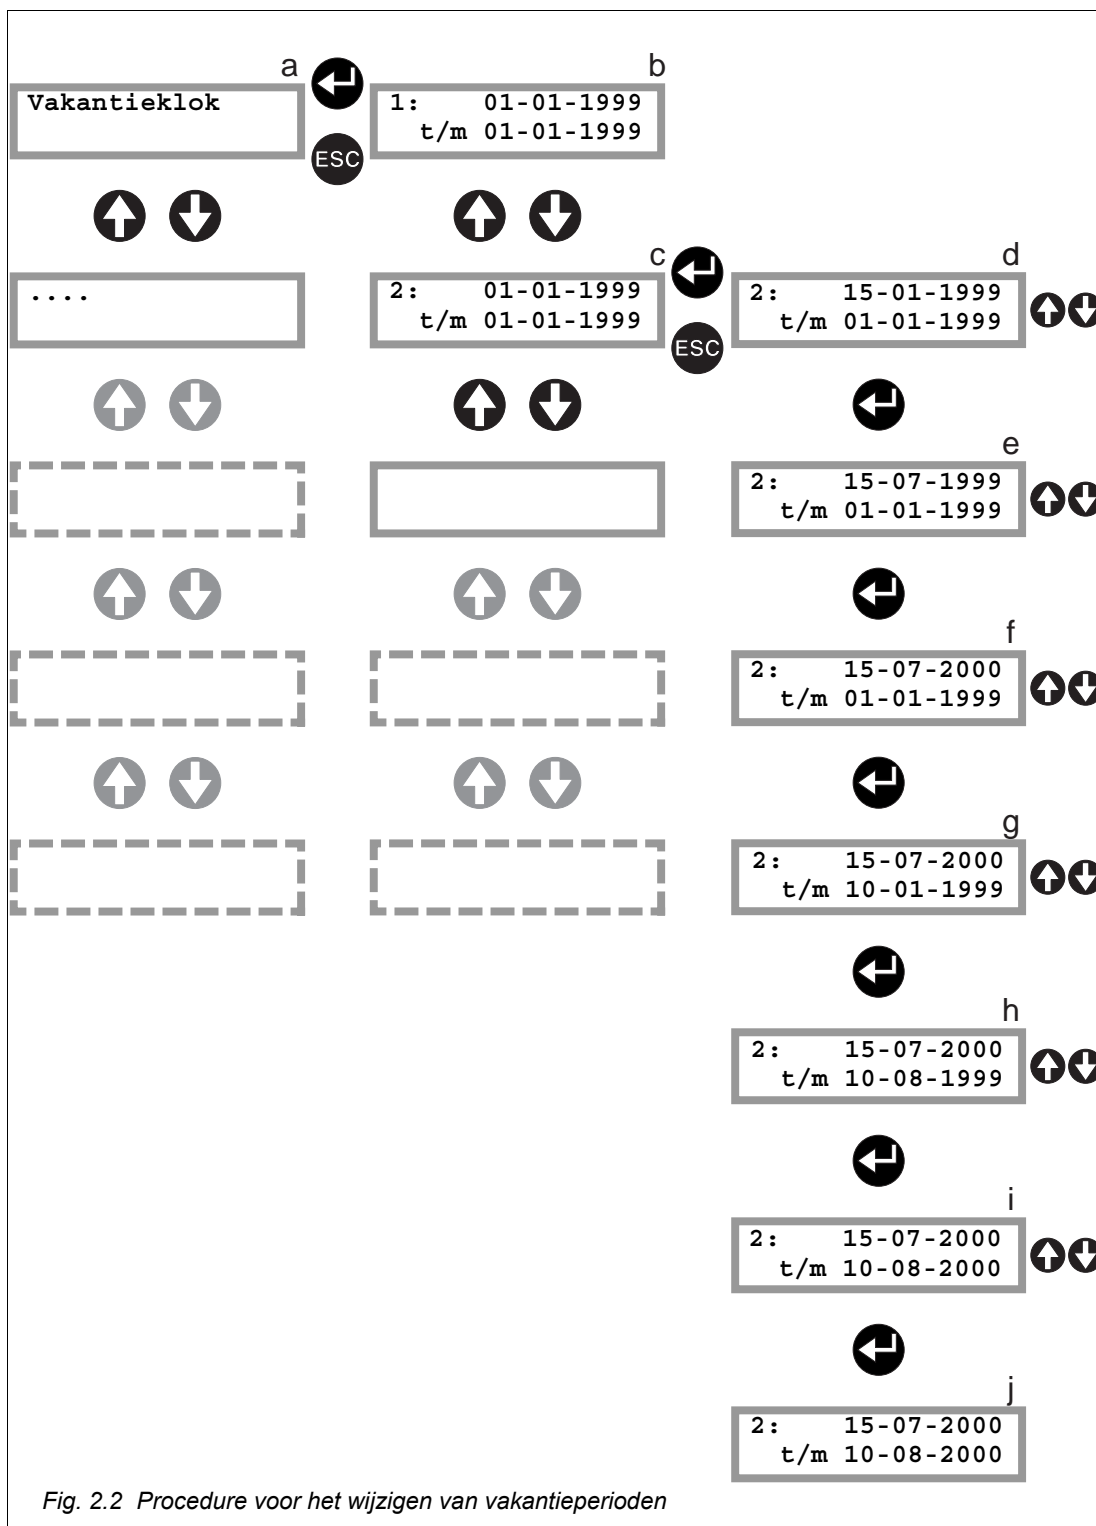 a
b
Vakantieklok
1: 01-01-1999
t/m 01-01-1999
ESC
c
d
....
2: 01-01-1999
t/m 01-01-1999
ESC
2: 15-01-1999
t/m 01-01-1999
e
2: 15-07-1999
t/m 01-01-1999
f
2: 15-07-2000
t/m 01-01-1999
g
2: 15-07-2000
t/m 10-01-1999
h
2: 15-07-2000
t/m 10-08-1999
i
2: 15-07-2000
t/m 10-08-2000
j
2: 15-07-2000
t/m 10-08-2000
Fig. 2.2 Procedure voor het wijzigen van vakantieperioden